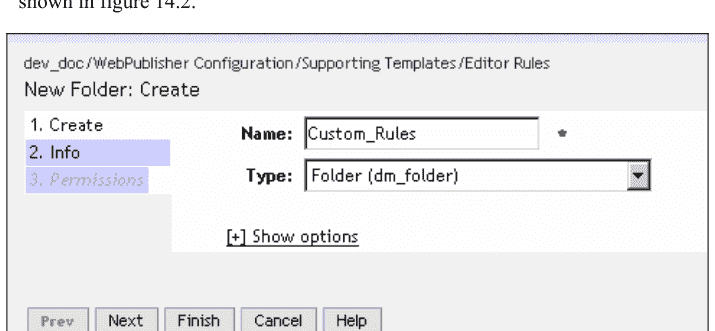 shown in figure 14.2.
dev_doc/WebPublisher Configuration/Supporting Templates/Editor Rules
New Folder: Create
1. Create
Name: Custom_Rules *
2. Info
Type: Folder (dm_folder)
3. Permissions
[+] Show options
Prev Next Finish Cancel Help